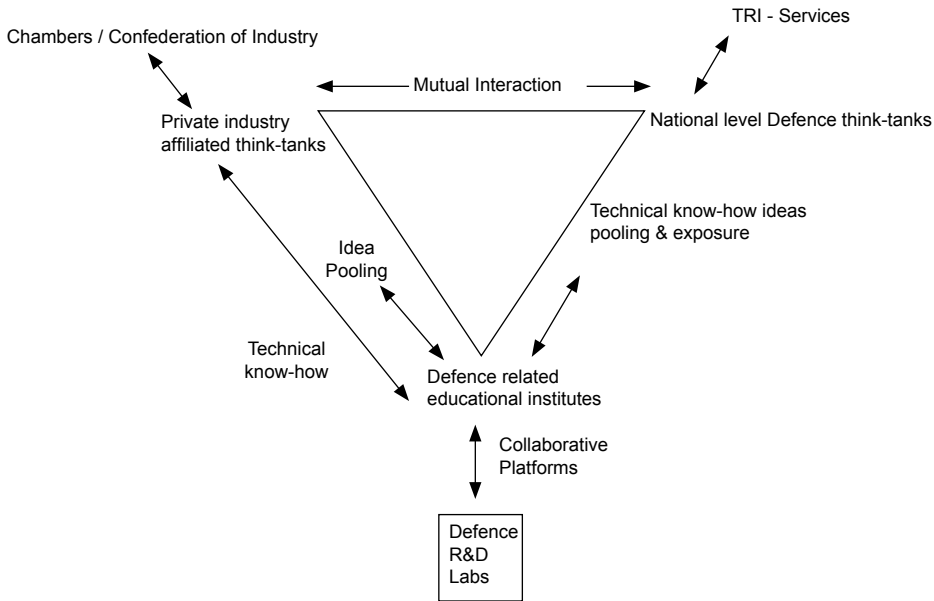 TRI - Services
Chambers / Confederation of Industry
Mutual Interaction
Private industry
affiliated think-tanks
National level Defence think-tanks
Technical know-how ideas
pooling & exposure
Idea
Pooling
Technical
know-how
Defence related
educational institutes
Collaborative
Platforms
Defence
R&D
Labs